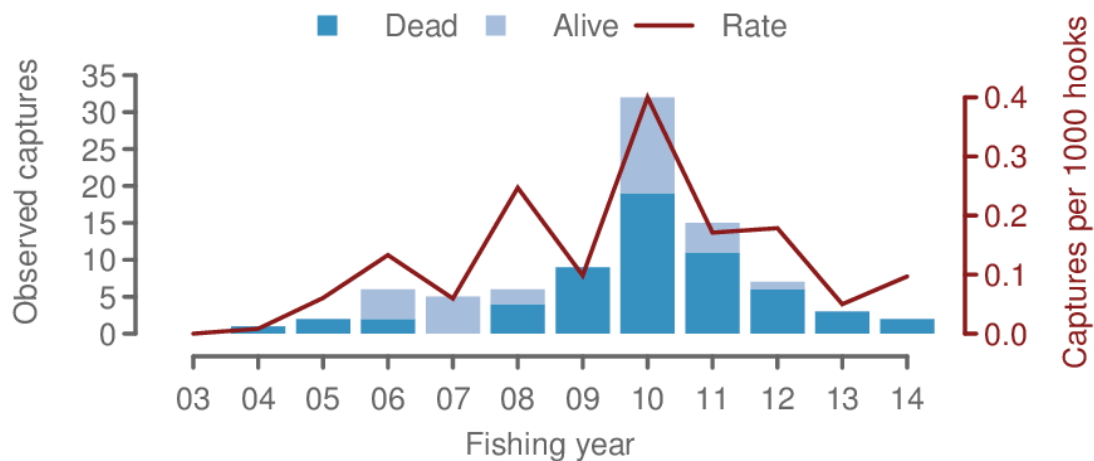 Dead Alive Rate
Observed captures
35
30
25
20
15
10
5
0
0.4
0.3
0.2
0.1
0.0
Captures per 1000 hooks
03 04 05 06 07 08 09 10 11 12 13 14
Fishing year